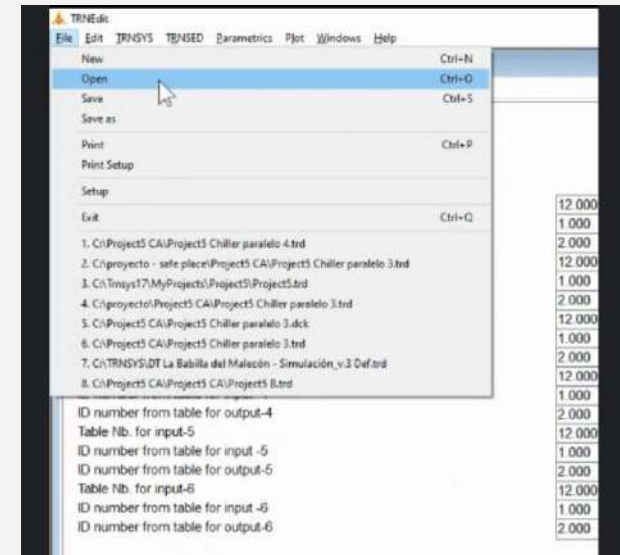 TRNEdit
File Edit TRNSYS TRNSED Parametrics Plot Windows Help
New Ctrl+N
Open Ctrl+O
Save Ctrl+S
Save as
Print Ctrl+P
Print Setup
Setup
Exit Ctrl+Q
1. C:\Project5 CA\Project5 Chiller paralelo 4.trd
2. C:\proyecto - safe place\Project5 CA\Project5 Chiller paralelo 3.trd
3. C:\Trnsys17\MyProjects\Project5\Project5.trd
4. C:\proyecto\Project5 CA\Project5 Chiller paralelo 3.trd
5. C:\Project5 CA\Project5 Chiller paralelo 3.dck
6. C:\Project5 CA\Project5 Chiller paralelo 3.trd
7. C:\TRNSYS\DT La Babilla del Malecón - Simulación_v.3 Def.trd
8. C:\Project5 CA\Project5 CA\Project5 B.trd
12.000
1.000
2.000
12.000
1.000
2.000
12.000
1.000
2.000
12.000
1.000
ID number from table for output-4 2.000
Table Nb. for input-5 12.000
ID number from table for input -5 1.000
ID number from table for output-5 2.000
Table Nb. for input-6 12.000
ID number from table for input -6 1.000
ID number from table for output-6 2.000